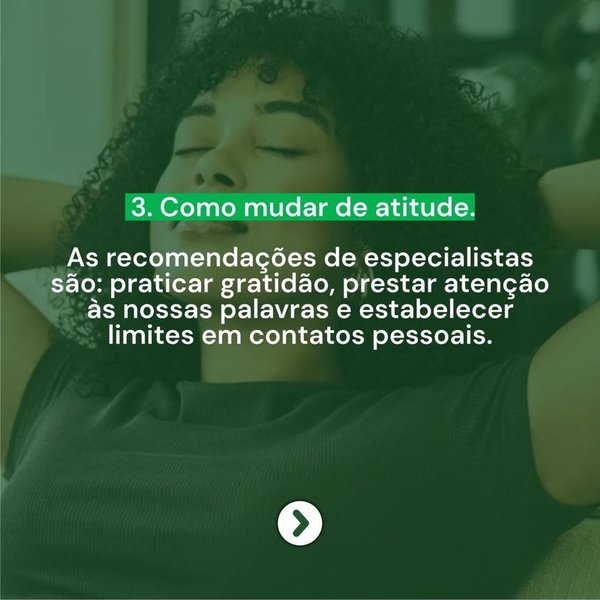 3. Como mudar de atitude.
As recomendações de especialistas
são: praticar gratidão, prestar atenção
às nossas palavras e estabelecer
limites em contatos pessoais.